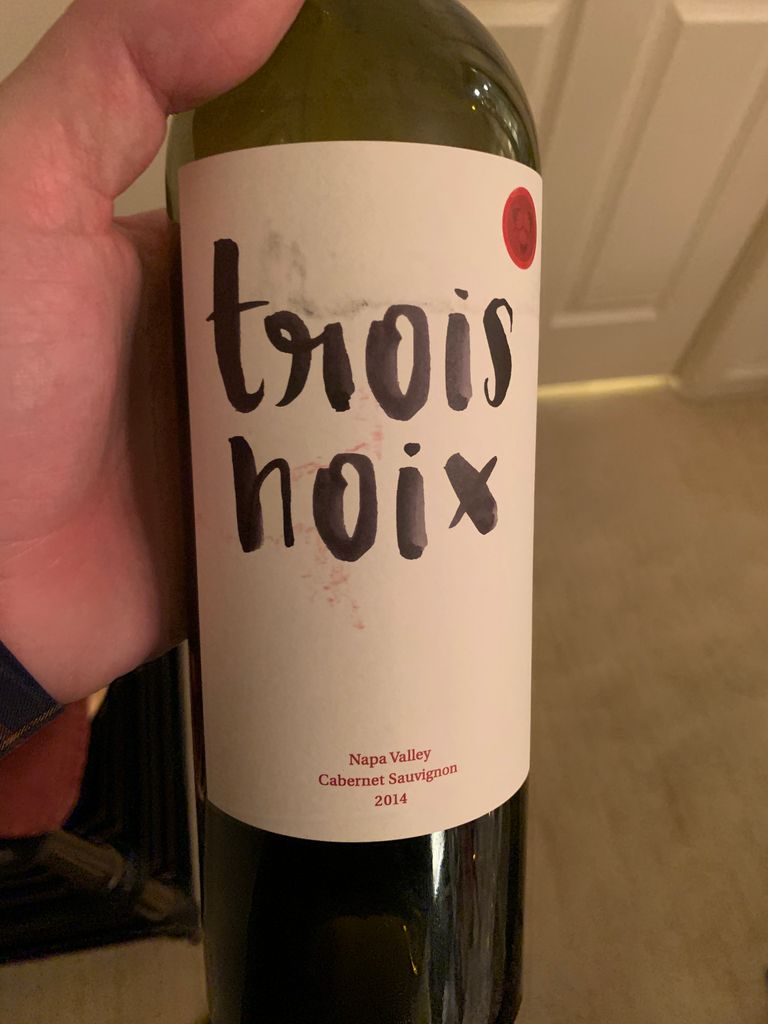 trois
noix
Napa Valley
Cabernet Sauvignon
2014